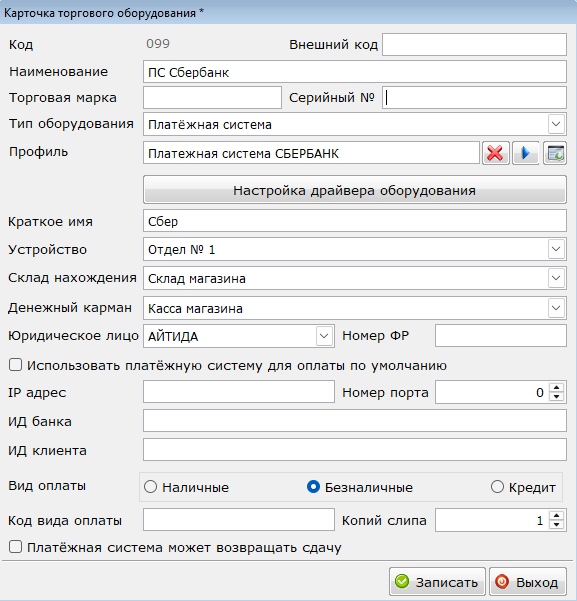 Карточка торгового оборудования *
Код 099 Внешний код
Наименование ПС Сбербанк
Торговая марка Серийный №
Тип оборудования Платёжная система
Профиль Платежная система СБЕРБАНК
Настройка драйвера оборудования
Краткое имя Сбер
Устройство Отдел № 1
Склад нахождения Склад магазина
Денежный карман Касса магазина
Юридическое лицо АЙТИДА Номер ФР
Использовать платёжную систему для оплаты по умолчанию
IP адрес Номер порта 0
ИД банка
ИД клиента
Вид оплаты Наличные Безналичные Кредит
Код вида оплаты Копий слипа 1
Платёжная система может возвращать сдачу
Записать Выход